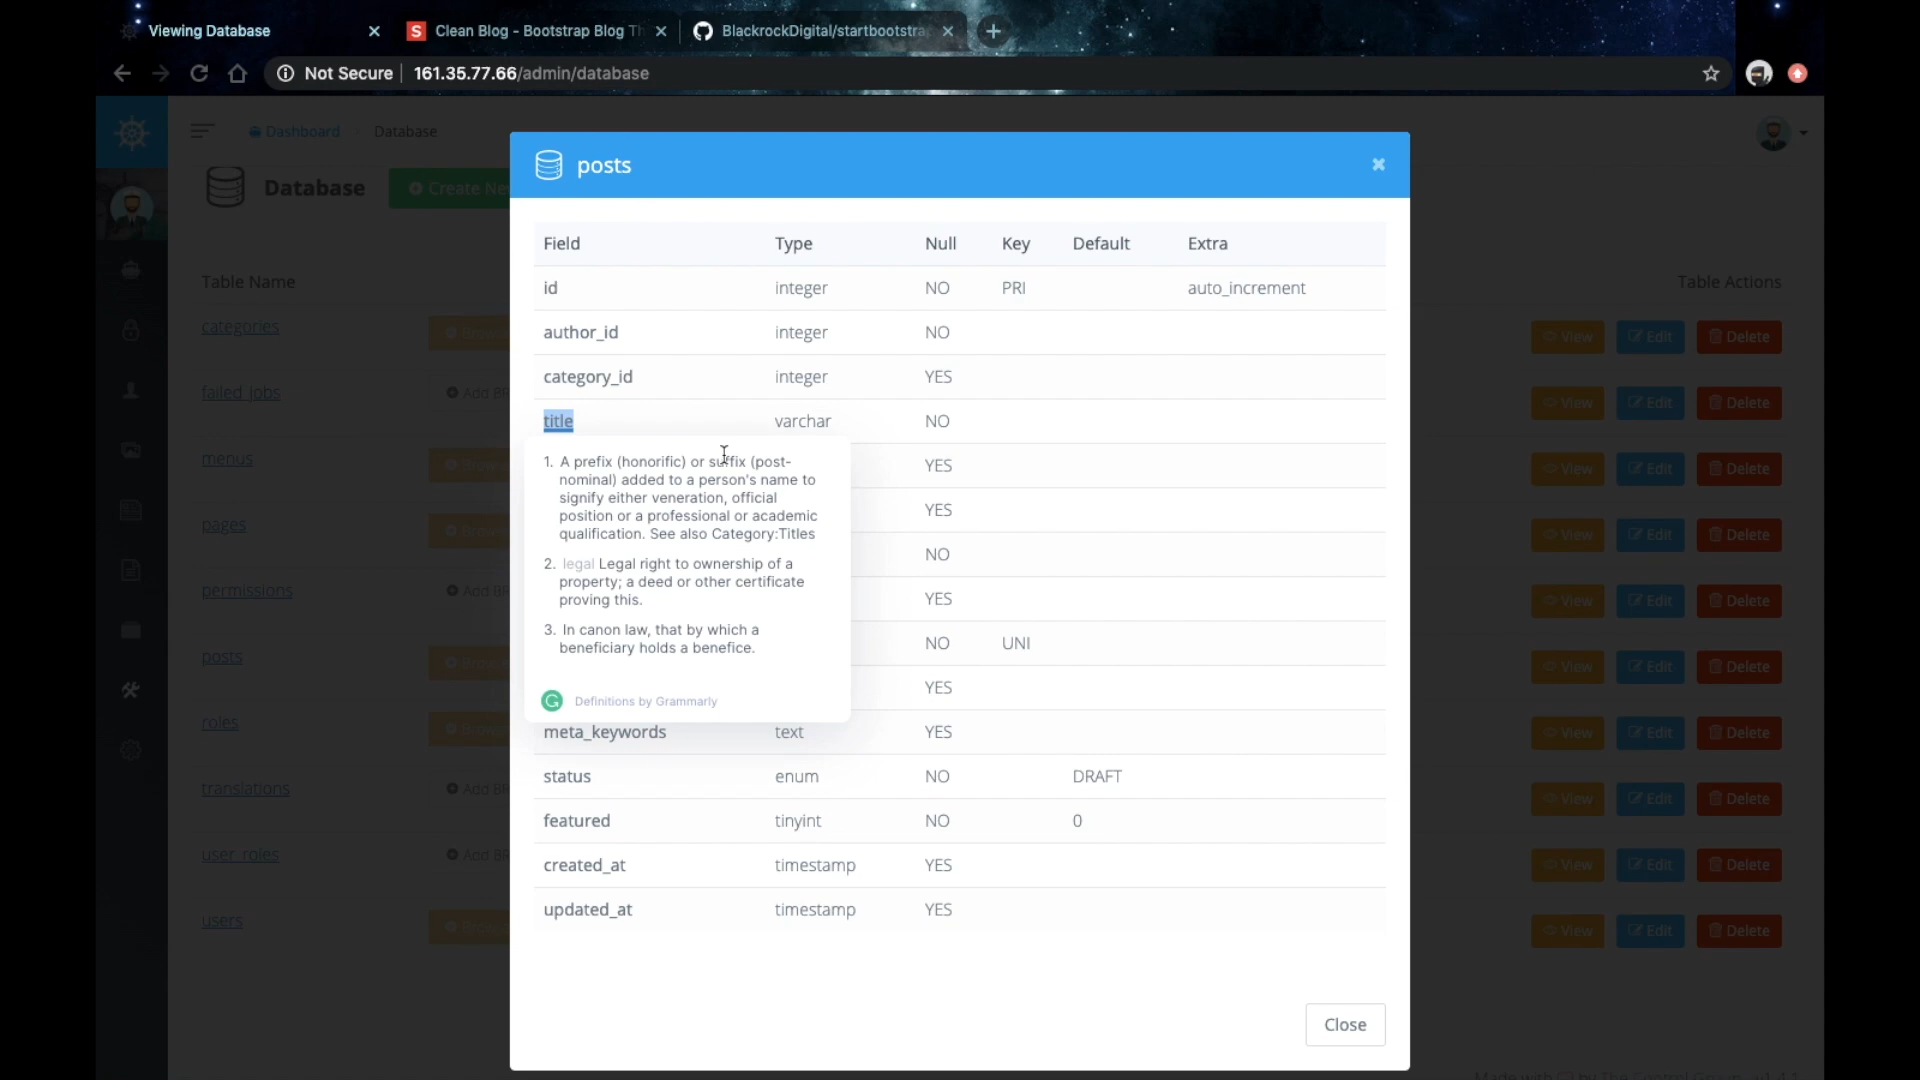 Viewing Database
Clean Blog - Bootstrap Blog Th
BlackrockDigital/startbootstra
Not Secure
161.35.77.66/admin/database
Dashboard
Database
Database
Create New
posts
Table Name
Table Actions
Field Type Null Key Default Extra
id integer NO PRI auto_increment
author_id integer NO
category_id integer YES
title varchar NO
YES
YES
NO
YES
NO UNI
YES
meta_keywords text YES
status enum NO DRAFT
featured tinyint NO 0
created_at timestamp YES
updated_at timestamp YES
1. A prefix (honorific) or suffix (post-
nominal) added to a person's name to
signify either veneration, official
position or a professional or academic
qualification. See also Category:Titles
2. legal Legal right to ownership of a
property; a deed or other certificate
proving this.
3. In canon law, that by which a
beneficiary holds a benefice.
Definitions by Grammarly
Close
categories View Edit Delete
failed_jobs Add View Edit Delete
menus View Edit Delete
pages View Edit Delete
permissions Add View Edit Delete
posts View Edit Delete
roles View Edit Delete
translations Add View Edit Delete
user_roles Add View Edit Delete
users View Edit Delete